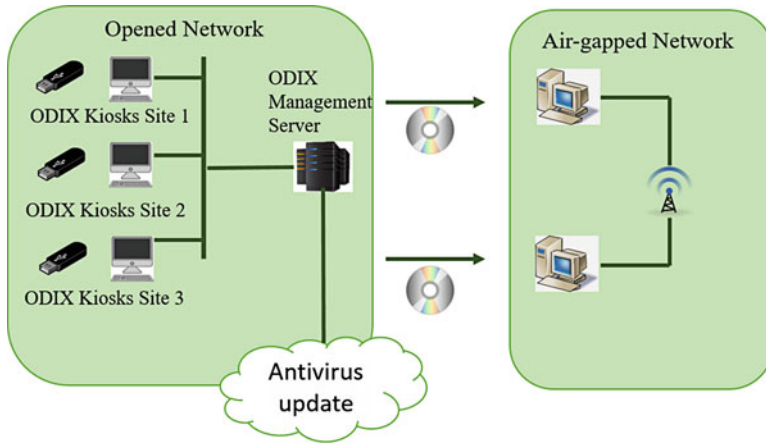 Opened Network
ODIX Kiosks Site 1
ODIX Kiosks Site 2
ODIX Kiosks Site 3
ODIX
Management
Server
Antivirus
update
Air-gapped Network